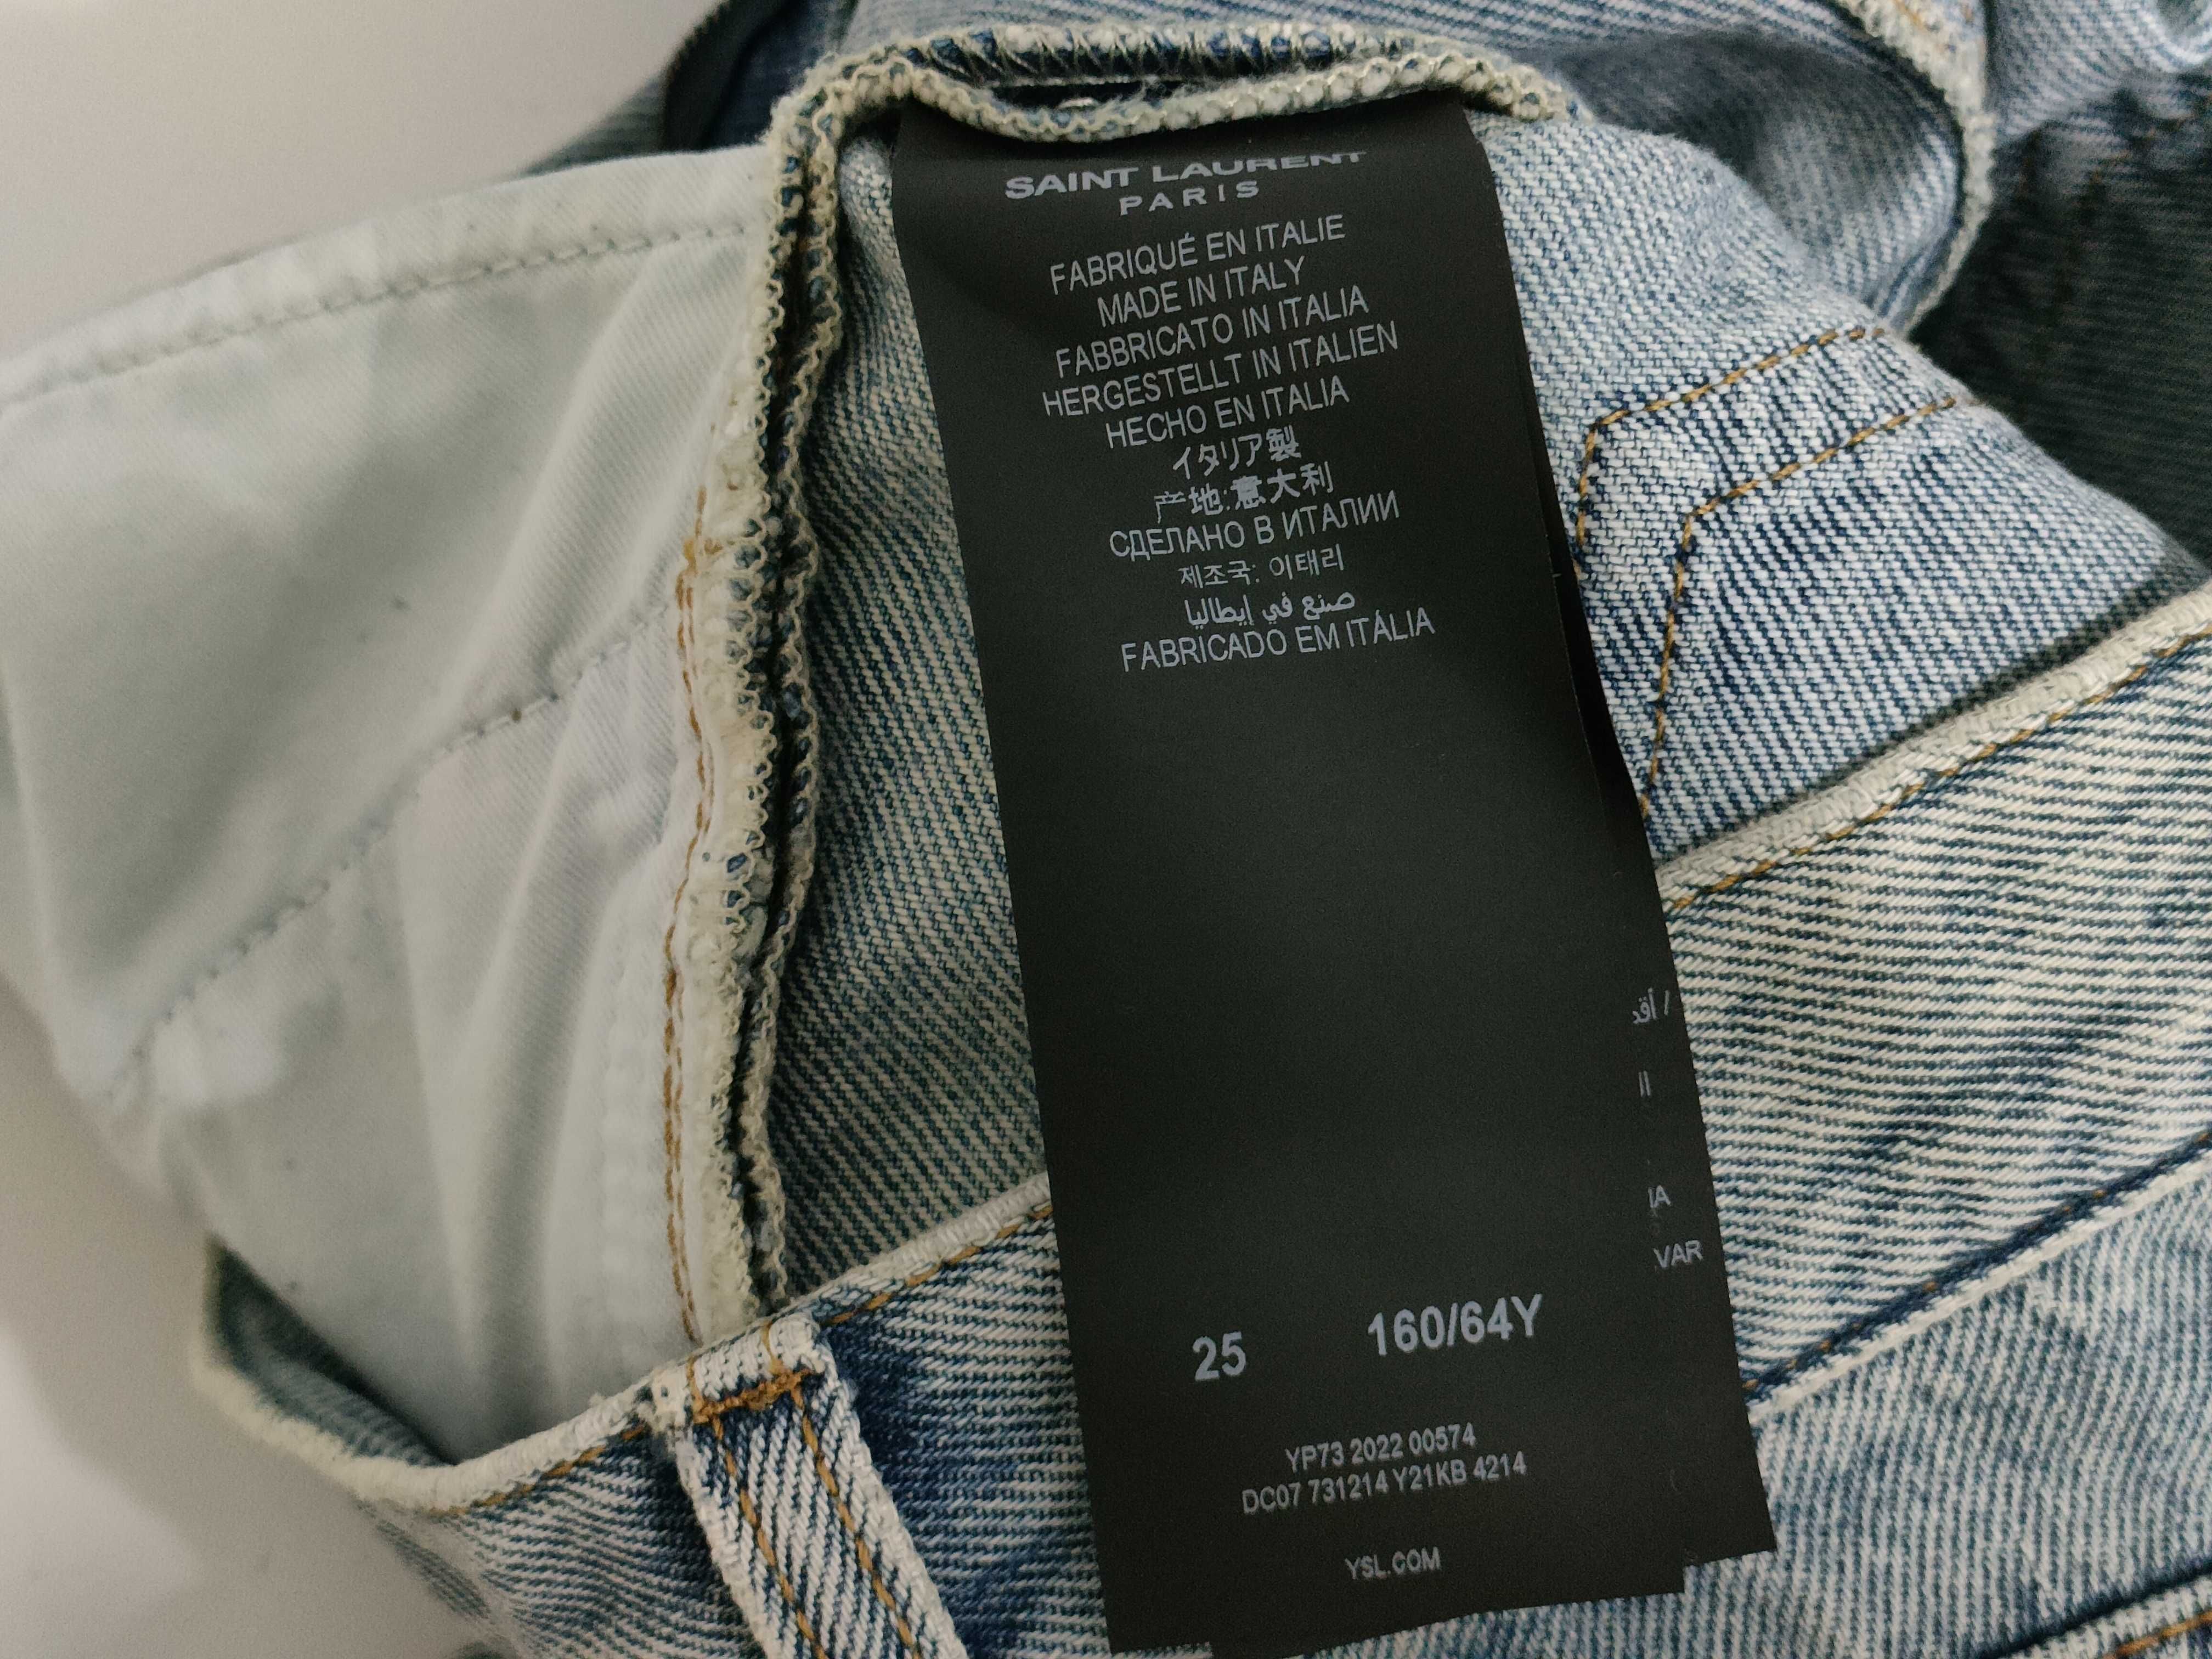 SAINT LAURENT
PARIS
FABRIQUÉ EN ITALIE
MADE IN ITALY
FABBRICATO IN ITALIA
HERGESTELLT IN ITALIEN
HECHO EN ITALIA
イタリア製
产地:意大利
СДЕЛАНО В ИТАЛИИ
제조국: 이태리
صنع في إيطاليا
FABRICADO EM ITÁLIA
VAR
25 160/64Y
YP73 2022 00574
DC07 731214 Y21KB 4214
YSL.COM